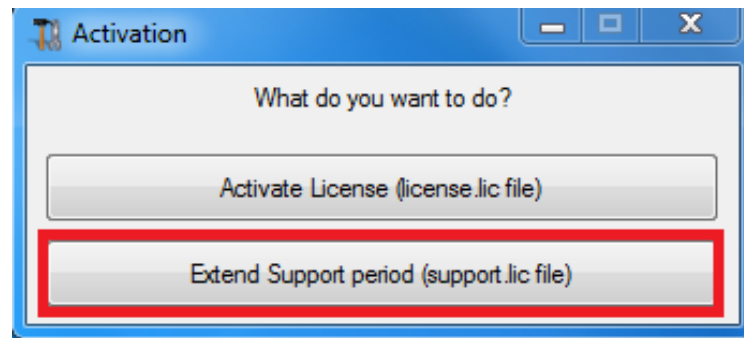 Activation
What do you want to do?
Activate License (license.lic file)
Extend Support period (support.lic file)